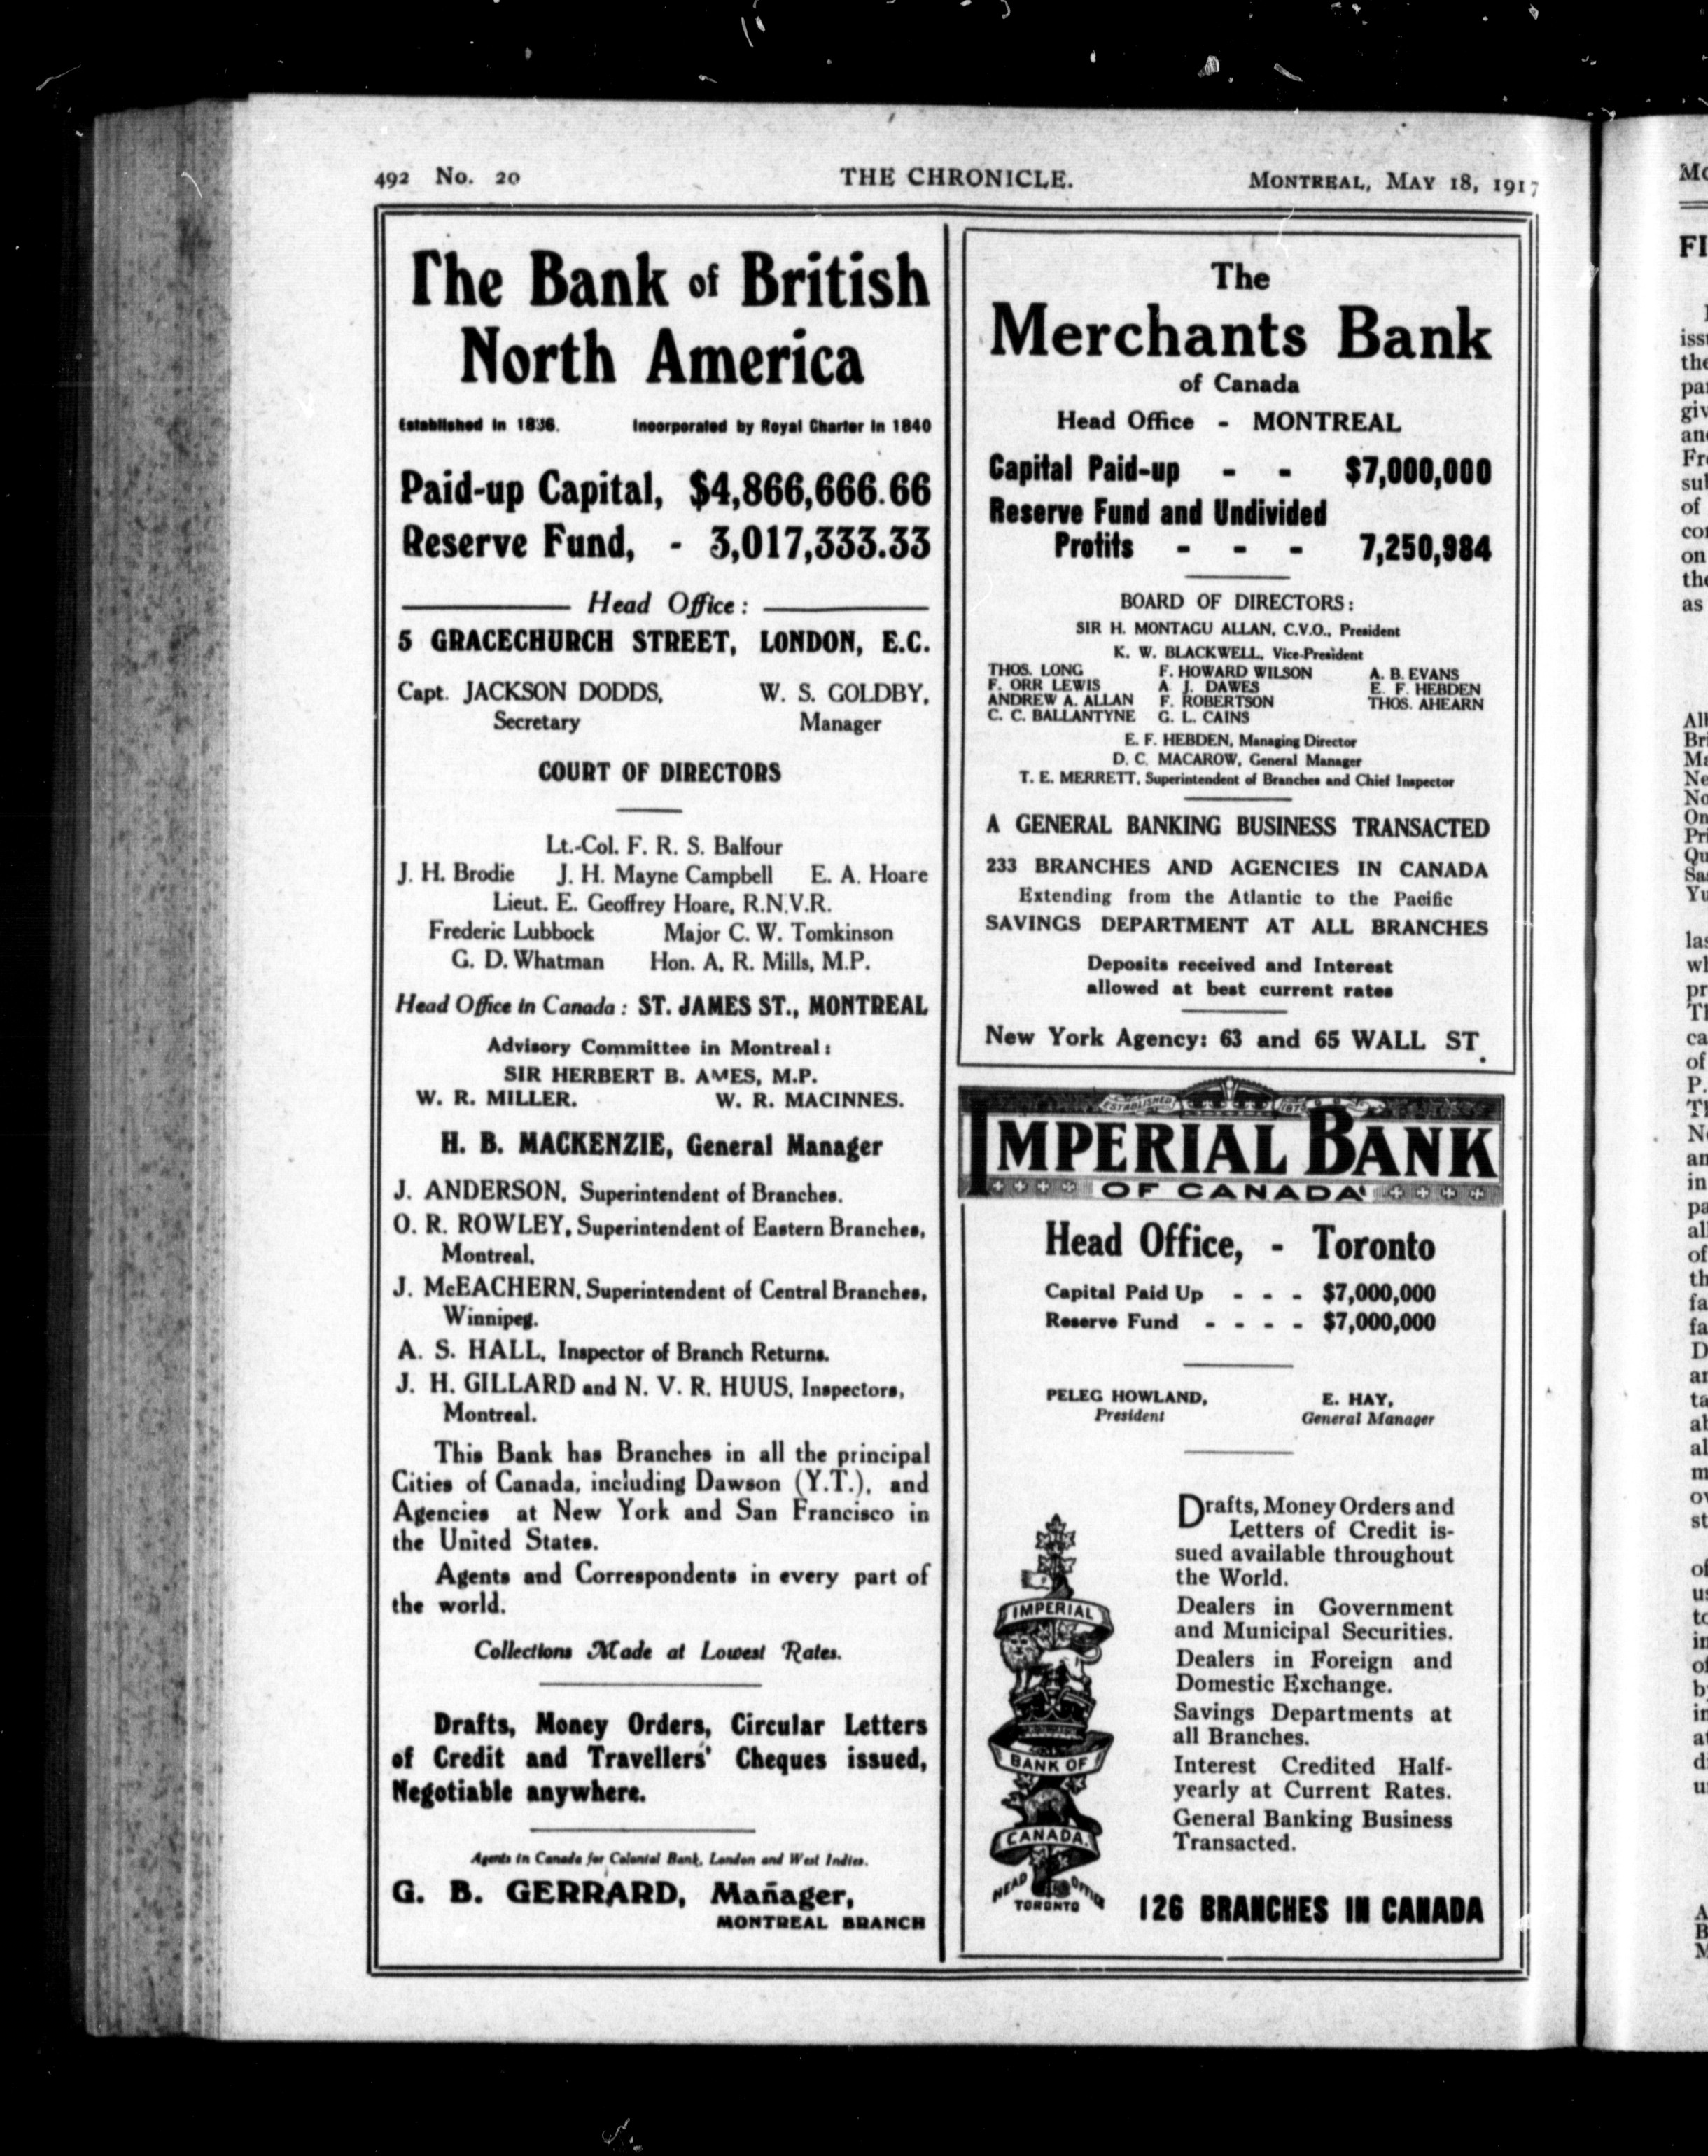 492 No. 20 THE CHRONICLE. MONTREAL, MAY 18, 1917
The Bank of British
North America
Established in 1836. Incorporated by Royal Charter in 1840
Paid-up Capital, $4,866,666.66
Reserve Fund, - 3,017,333.33
Head Office:
5 GRACECHURCH STREET, LONDON, E.C.
Capt. JACKSON DODDS, W. S. GOLDBY,
Secretary Manager
COURT OF DIRECTORS
Lt.-Col. F. R. S. Balfour
J. H. Brodie J. H. Mayne Campbell E. A. Hoare
Lieut. E. Geoffrey Hoare, R.N.V.R.
Frederic Lubbock Major C. W. Tomkinson
G. D. Whatman Hon. A. R. Mills, M.P.
Head Office in Canada: ST. JAMES ST., MONTREAL
Advisory Committee in Montreal:
SIR HERBERT B. AMES, M.P.
W. R. MILLER. W. R. MACINNES.
H. B. MACKENZIE, General Manager
J. ANDERSON, Superintendent of Branches.
O. R. ROWLEY, Superintendent of Eastern Branches,
Montreal.
J. McEACHERN, Superintendent of Central Branches,
Winnipeg.
A. S. HALL, Inspector of Branch Returns.
J. H. GILLARD and N. V. R. HUUS, Inspectors,
Montreal.
This Bank has Branches in all the principal
Cities of Canada, including Dawson (Y.T.), and
Agencies at New York and San Francisco in
the United States.
Agents and Correspondents in every part of
the world.
Collections Made at Lowest Rates.
Drafts, Money Orders, Circular Letters
of Credit and Travellers' Cheques issued,
Negotiable anywhere.
Agents in Canada for Colonial Bank, London and West Indies.
G. B. GERRARD, Manager,
MONTREAL BRANCH
The
Merchants Bank
of Canada
Head Office - MONTREAL
Capital Paid-up - - $7,000,000
Reserve Fund and Undivided
Profits - - - 7,250,984
BOARD OF DIRECTORS:
SIR H. MONTAGU ALLAN, C.V.O., President
K. W. BLACKWELL, Vice-President
THOS. LONG F. HOWARD WILSON A. B. EVANS
F. ORR LEWIS A. J. DAWES E. F. HEBDEN
ANDREW A. ALLAN F. ROBERTSON THOS. AHEARN
C. C. BALLANTYNE G. L. CAINS
E. F. HEBDEN, Managing Director
D. C. MACAROW, General Manager
T. E. MERRETT, Superintendent of Branches and Chief Inspector
A GENERAL BANKING BUSINESS TRANSACTED
233 BRANCHES AND AGENCIES IN CANADA
Extending from the Atlantic to the Pacific
SAVINGS DEPARTMENT AT ALL BRANCHES
Deposits received and Interest
allowed at best current rates
New York Agency: 63 and 65 WALL ST.
ESTABLISHED 1875
IMPERIAL BANK
OF CANADA
Head Office, - Toronto
Capital Paid Up - - - $7,000,000
Reserve Fund - - - - $7,000,000
PELEG HOWLAND, E. HAY,
President General Manager
Drafts, Money Orders and
Letters of Credit is-
sued available throughout
the World.
Dealers in Government
and Municipal Securities.
Dealers in Foreign and
Domestic Exchange.
Savings Departments at
all Branches.
Interest Credited Half-
yearly at Current Rates.
General Banking Business
Transacted.
IMPERIAL
BANK OF
CANADA.
HEAD OFFICE
TORONTO
126 BRANCHES IN CANADA